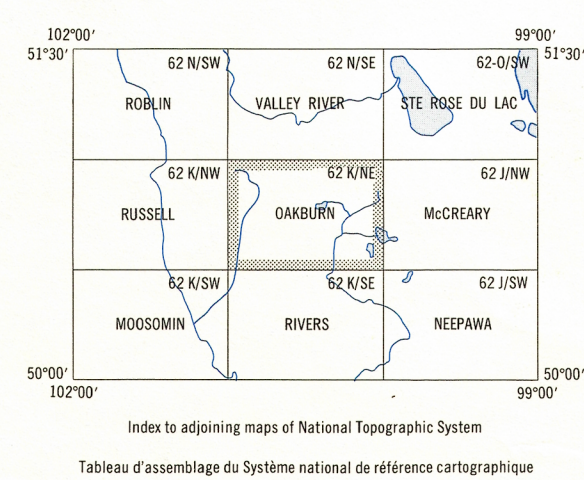 102°00' 99°00'
51°30' 62 N/SW 62 N/SE 62-O/SW 51°30'
ROBLIN VALLEY RIVER STE ROSE DU LAC
62 K/NW 62 K/NE 62 J/NW
RUSSELL OAKBURN McCREARY
62 K/SW 62 K/SE 62 J/SW
MOOSOMIN RIVERS NEEPAWA
50°00' 50°00'
102°00' 99°00'
Index to adjoining maps of National Topographic System
Tableau d'assemblage du Système national de référence cartographique